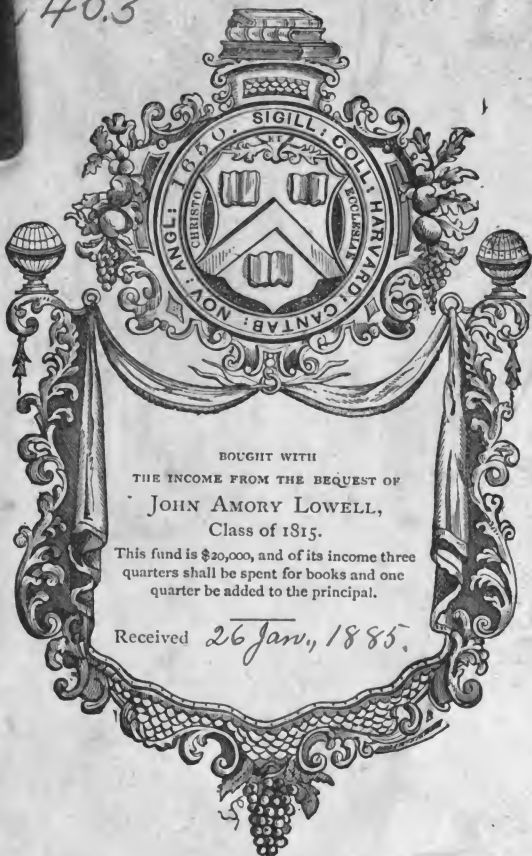 40.3
SIGILL: COLL: HARVARD: CANTAB: NOV: ANGL: 1650.
ET
CHRISTO
ECCLESIAE
BOUGHT WITH
THE INCOME FROM THE BEQUEST OF
JOHN AMORY LOWELL,
Class of 1815.
This fund is $20,000, and of its income three
quarters shall be spent for books and one
quarter be added to the principal.
Received 26 Jan., 1885.